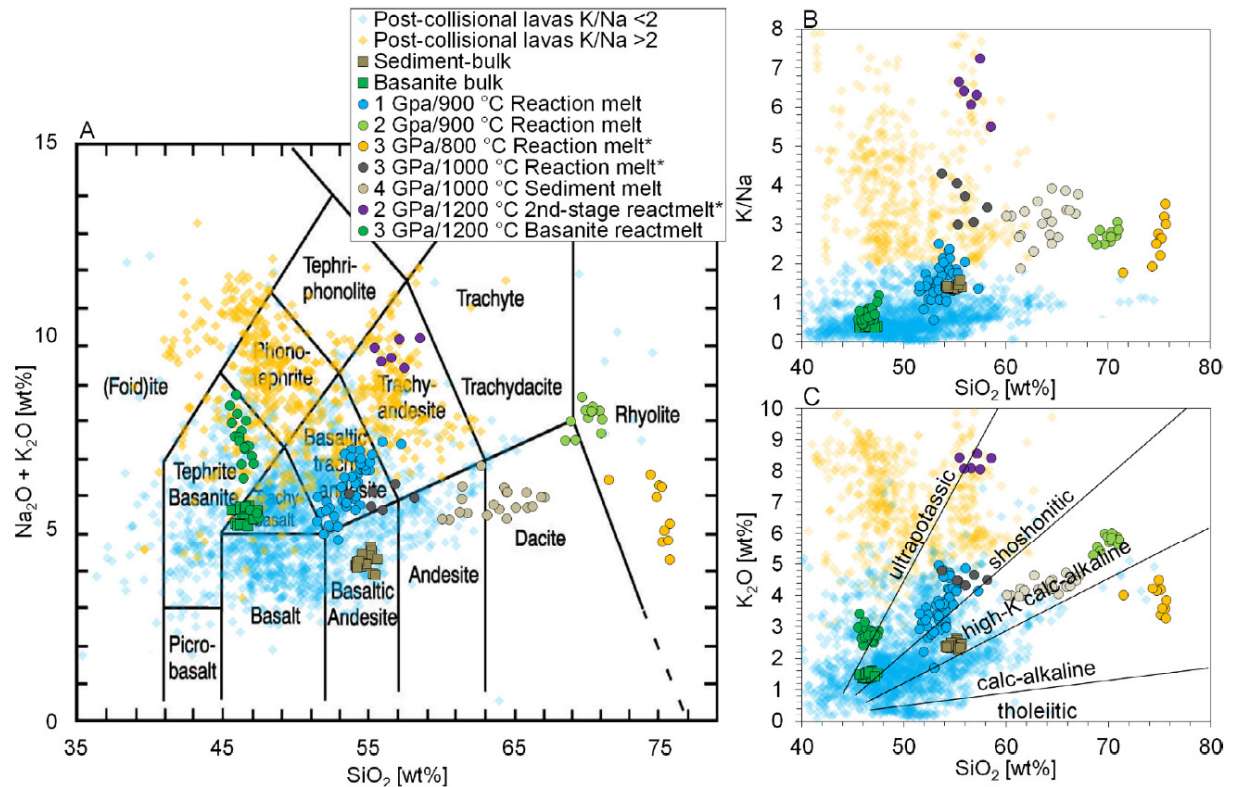 Post-collisional lavas K/Na <2
Post-collisional lavas K/Na >2
Sediment-bulk
Basanite bulk
1 Gpa/900 °C Reaction melt
2 Gpa/900 °C Reaction melt
3 GPa/800 °C Reaction melt*
3 GPa/1000 °C Reaction melt*
4 GPa/1000 °C Sediment melt
2 GPa/1200 °C 2nd-stage reactmelt*
3 GPa/1200 °C Basanite reactmelt
A
15
10
5
0
Na2O + K2O [wt%]
Tephri-
phonolite
Trachyte
Phono-
tephrite
(Foid)ite
Trachy-
andesite
Trachydacite
Rhyolite
Basaltic
trachy
andesite
Tephrite
Basanite
Trachy
basalt
Dacite
Basalt
Basaltic
Andesite
Andesite
Picro-
basalt
35
45
55
65
75
SiO2 [wt%]
B
8
7
6
5
4
3
2
1
0
K/Na
40
50
60
70
80
SiO2 [wt%]
C
10
9
8
7
6
5
4
3
2
1
0
K2O [wt%]
ultrapotassic
shoshonitic
high-K calc-alkaline
calc-alkaline
tholeiitic
40
50
60
70
80
SiO2 [wt%]